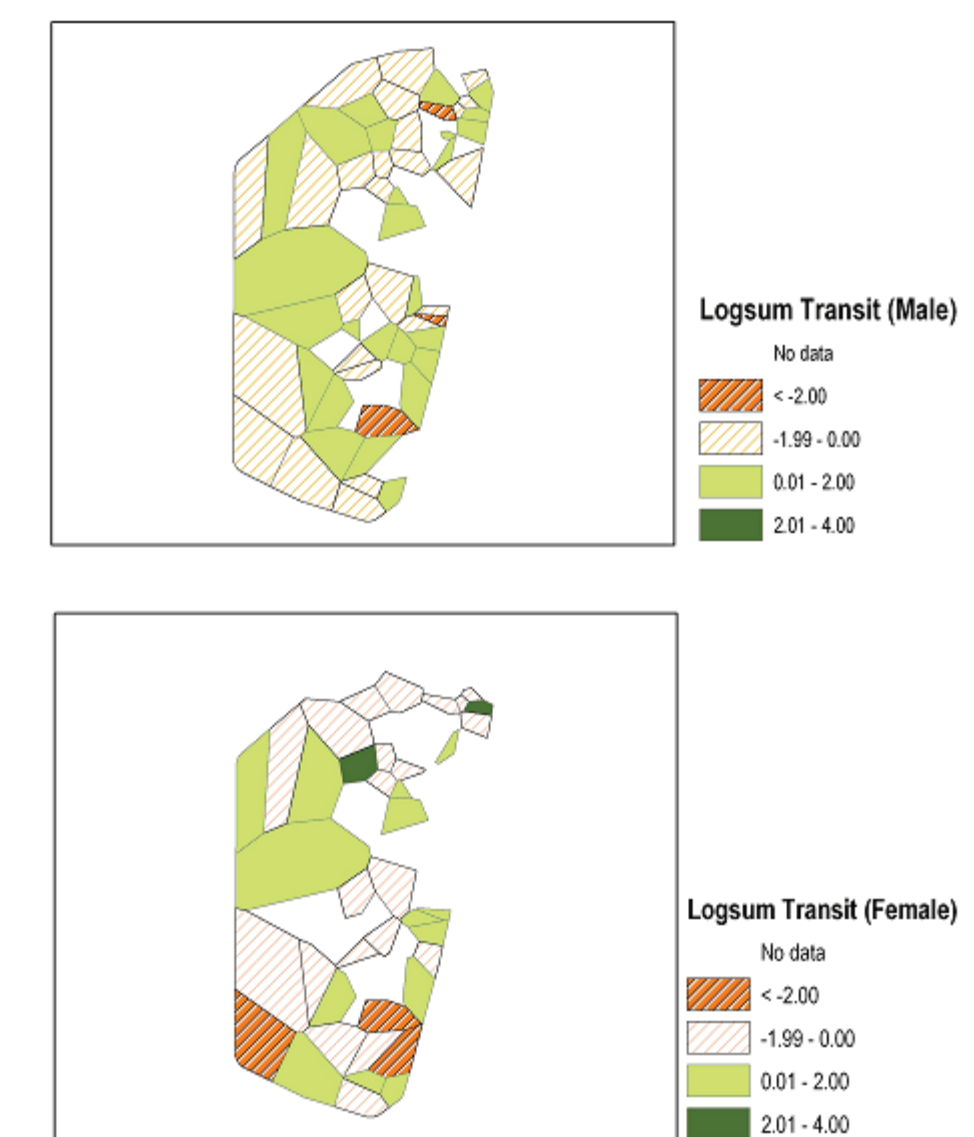 Logsum Transit (Male)
No data
< -2.00
-1.99 - 0.00
0.01 - 2.00
2.01 - 4.00
Logsum Transit (Female)
No data
< -2.00
-1.99 - 0.00
0.01 - 2.00
2.01 - 4.00